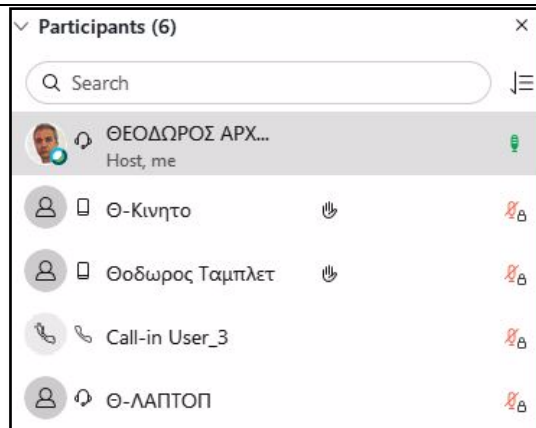 Participants (6)
Search
ΘΕΟΔΩΡΟΣ ΑΡΧ...
Host, me
Θ-Κινητο
Θοδωρος Ταμπλετ
Call-in User_3
Θ-ΛΑΠΤΟΠ